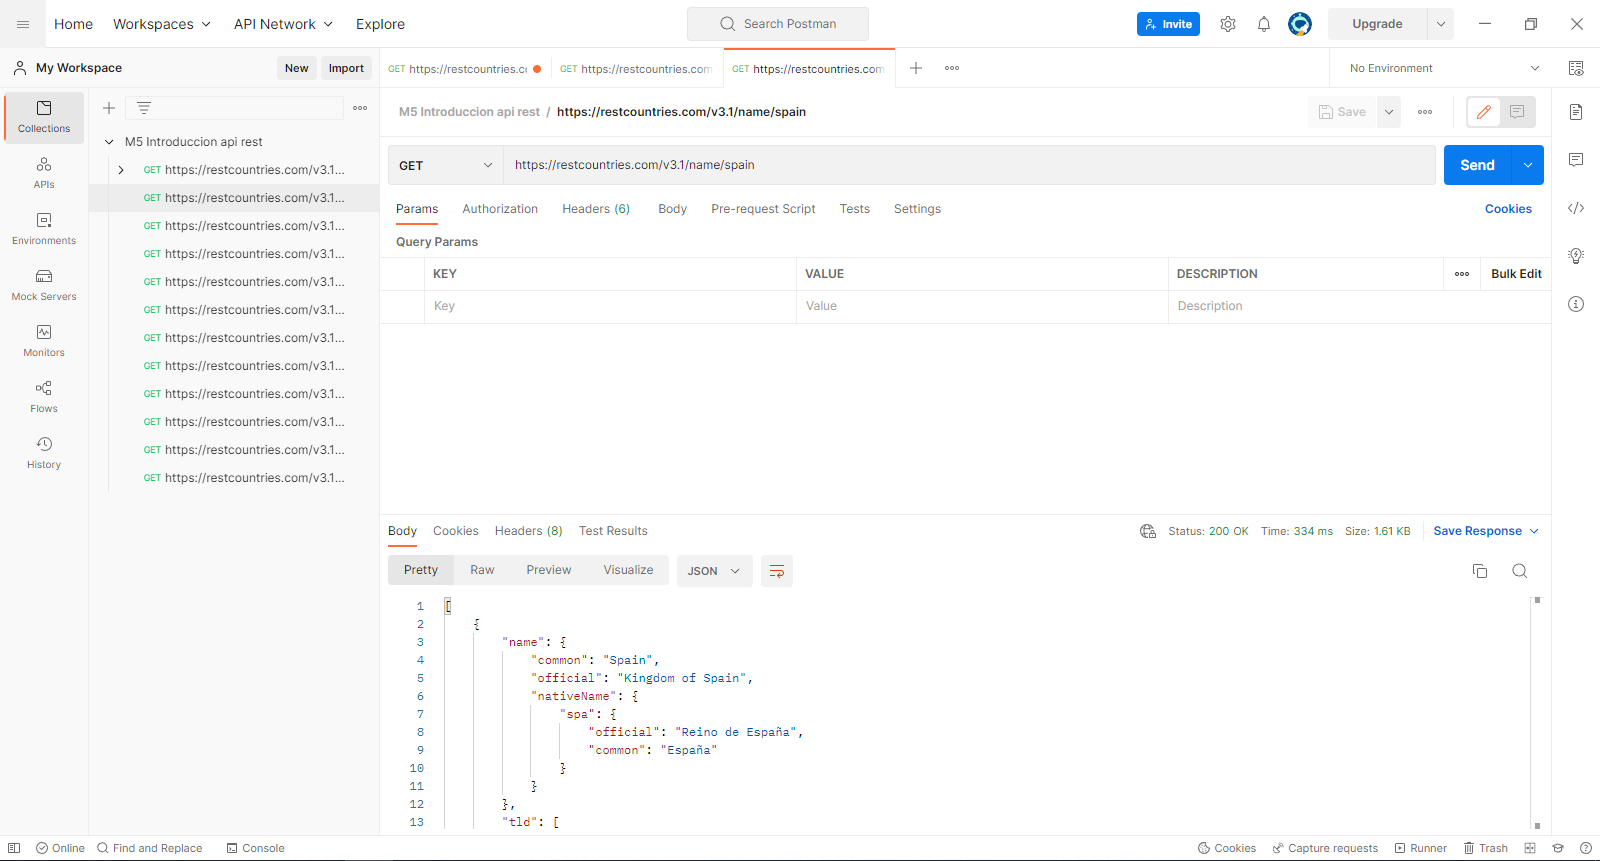 Home Workspaces API Network Explore Search Postman Invite Upgrade
My Workspace New Import GET https://restcountries.c GET https://restcountries.com GET https://restcountries.com No Environment
Collections
APIs
Environments
Mock Servers
Monitors
Flows
History
M5 Introduccion api rest
GET https://restcountries.com/v3.1...
GET https://restcountries.com/v3.1...
GET https://restcountries.com/v3.1...
GET https://restcountries.com/v3.1...
GET https://restcountries.com/v3.1...
GET https://restcountries.com/v3.1...
GET https://restcountries.com/v3.1...
GET https://restcountries.com/v3.1...
GET https://restcountries.com/v3.1...
GET https://restcountries.com/v3.1...
GET https://restcountries.com/v3.1...
GET https://restcountries.com/v3.1...
M5 Introduccion api rest / https://restcountries.com/v3.1/name/spain Save
GET https://restcountries.com/v3.1/name/spain Send
Params Authorization Headers (6) Body Pre-request Script Tests Settings Cookies
Query Params
KEY VALUE DESCRIPTION Bulk Edit
Key Value Description
Body Cookies Headers (8) Test Results Status: 200 OK Time: 334 ms Size: 1.61 KB Save Response
Pretty Raw Preview Visualize JSON
1 [
2 {
3 "name": {
4 "common": "Spain",
5 "official": "Kingdom of Spain",
6 "nativeName": {
7 "spa": {
8 "official": "Reino de España",
9 "common": "España"
10 }
11 }
12 },
13 "tld": [
Online Find and Replace Console Cookies Capture requests Runner Trash